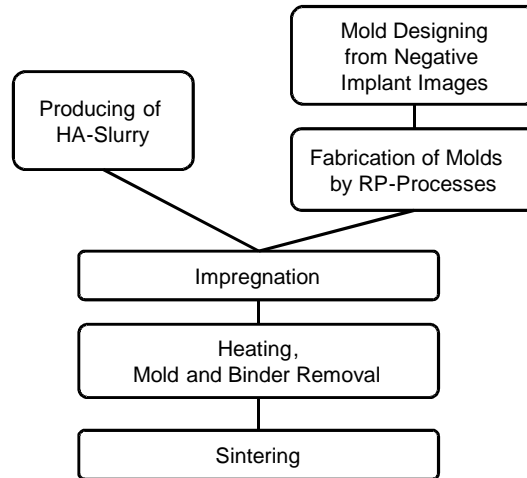 Mold Designing
from Negative
Implant Images
Producing of
HA-Slurry
Fabrication of Molds
by RP-Processes
Impregnation
Heating,
Mold and Binder Removal
Sintering